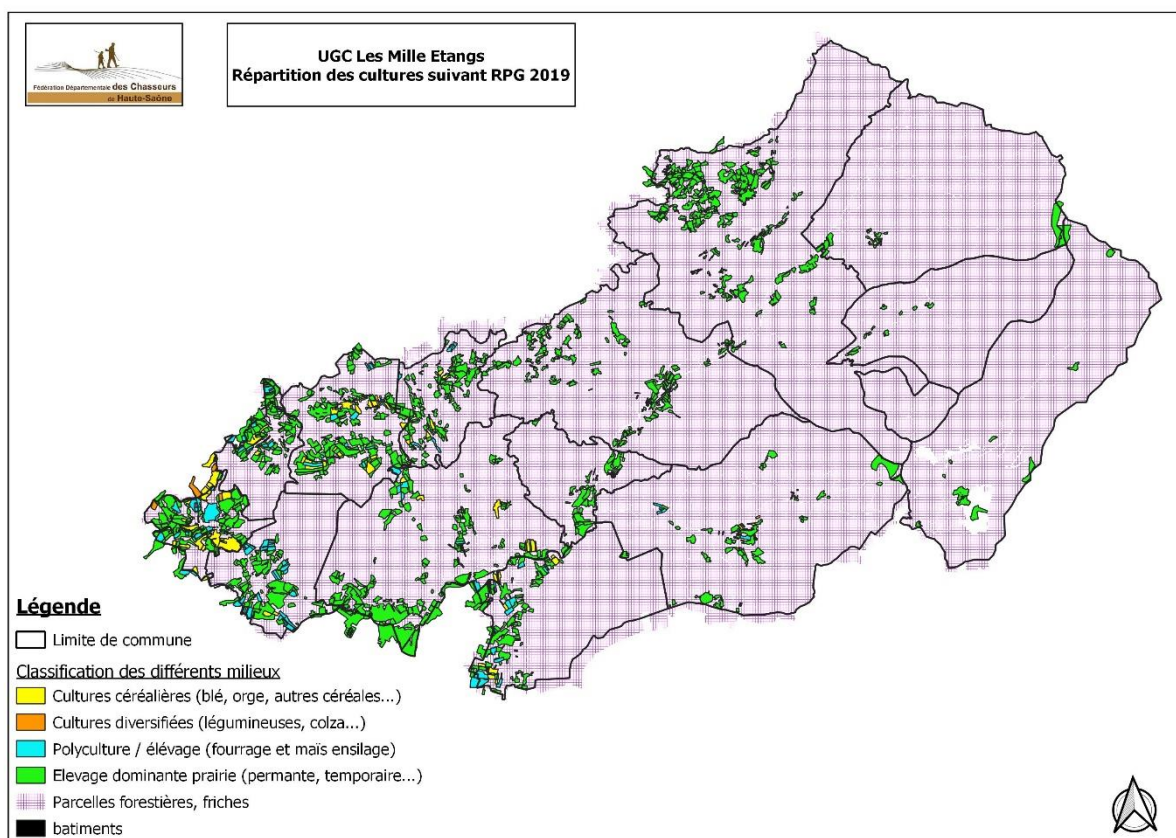 Fédération Départementale des Chasseurs
de Haute-Saône
UGC Les Mille Etangs
Répartition des cultures suivant RPG 2019
Légende
Limite de commune
Classification des différents milieux
Cultures céréalières (blé, orge, autres céréales...)
Cultures diversifiées (légumineuses, colza...)
Polyculture / élévage (fourrage et maïs ensilage)
Elevage dominante prairie (permante, temporaire...)
Parcelles forestières, friches
batiments